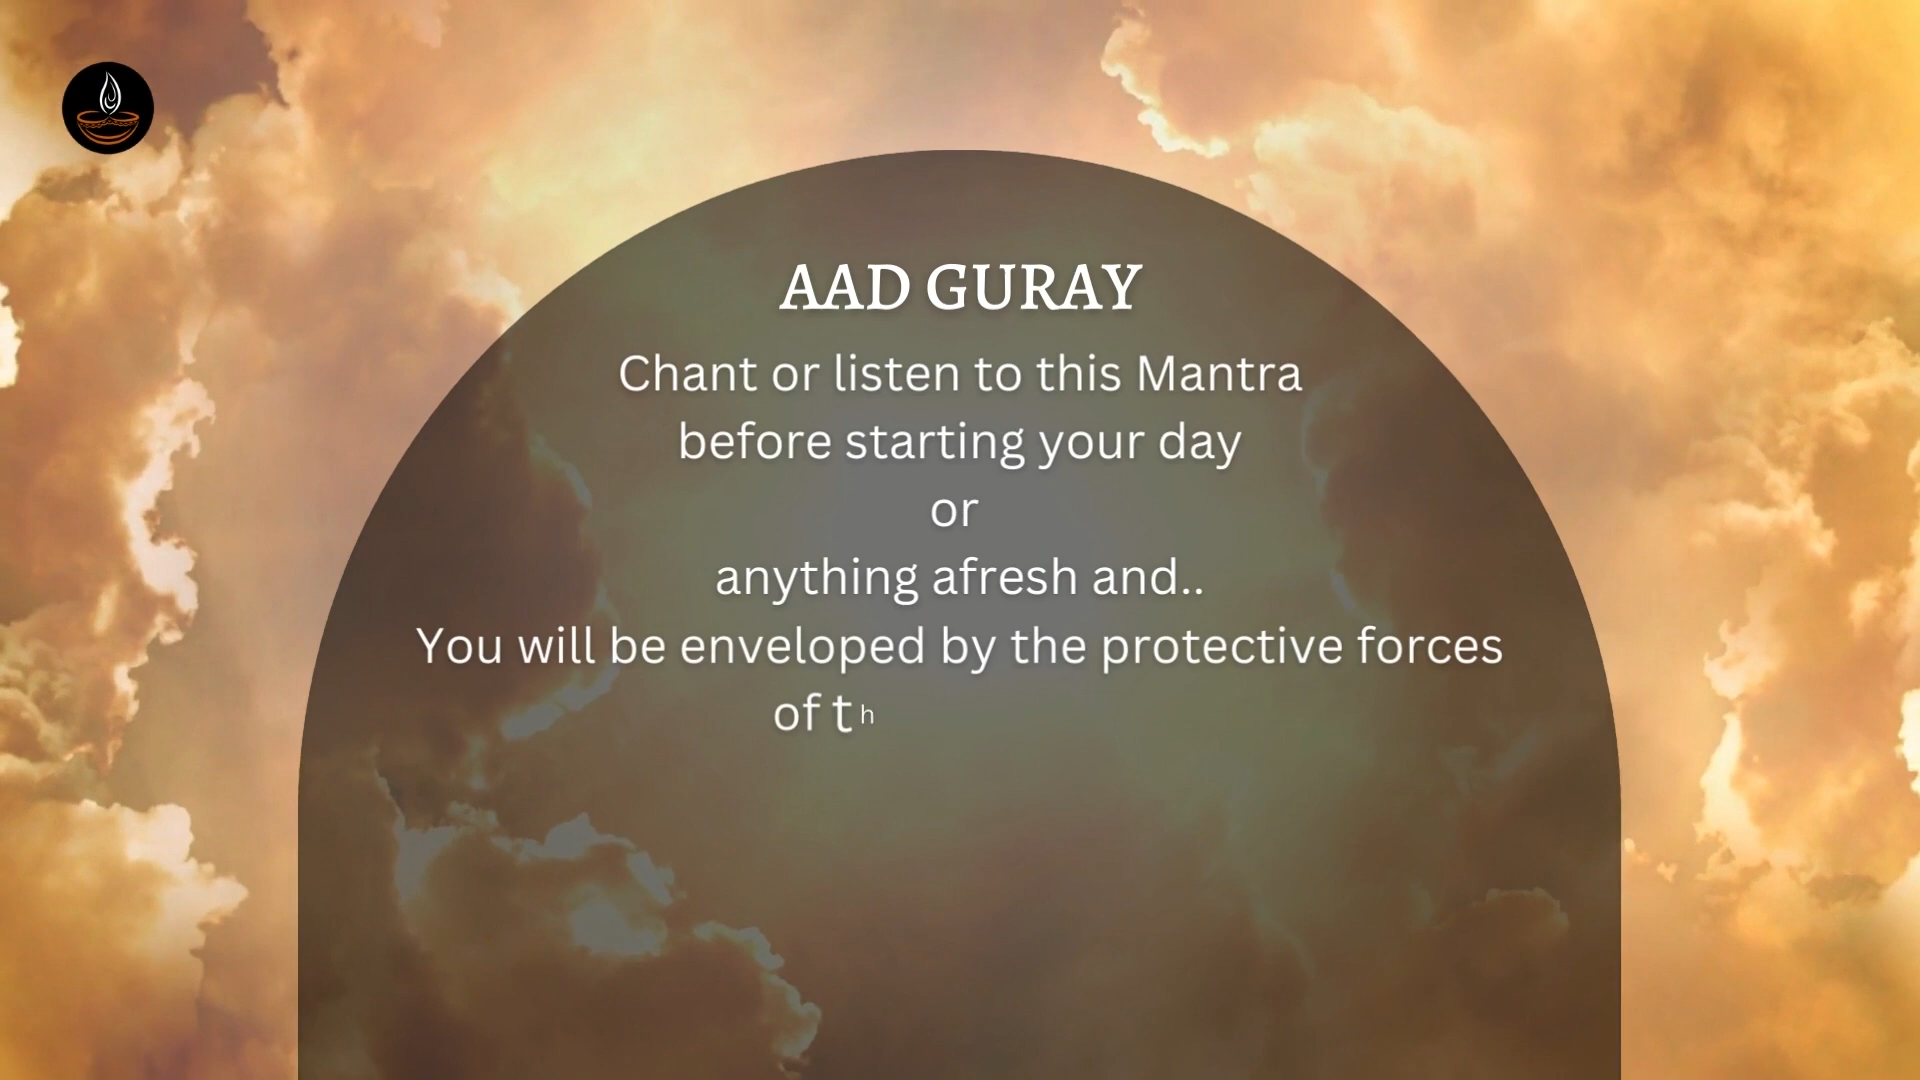 AAD GURAY
Chant or listen to this Mantra
before starting your day
or
anything afresh and..
You will be enveloped by the protective forces
of th